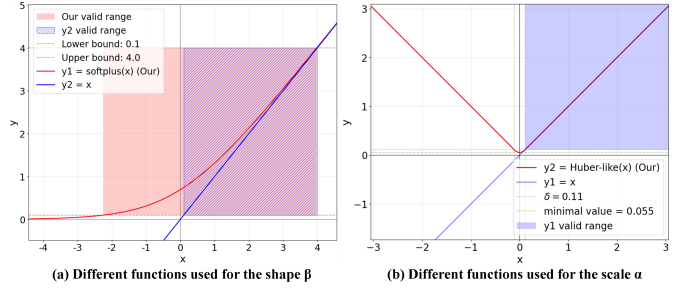 Our valid range
y2 valid range
Lower bound: 0.1
Upper bound: 4.0
y1 = softplus(x) (Our)
y2 = x
5
4
3
2
1
0
y
−4 −3 −2 −1 0 1 2 3 4
x
(a) Different functions used for the shape β
3
2
1
0
−1
y
y2 = Huber-like(x) (Our)
y1 = x
δ = 0.11
minimal value = 0.055
y1 valid range
−3 −2 −1 0 1 2 3
x
(b) Different functions used for the scale α